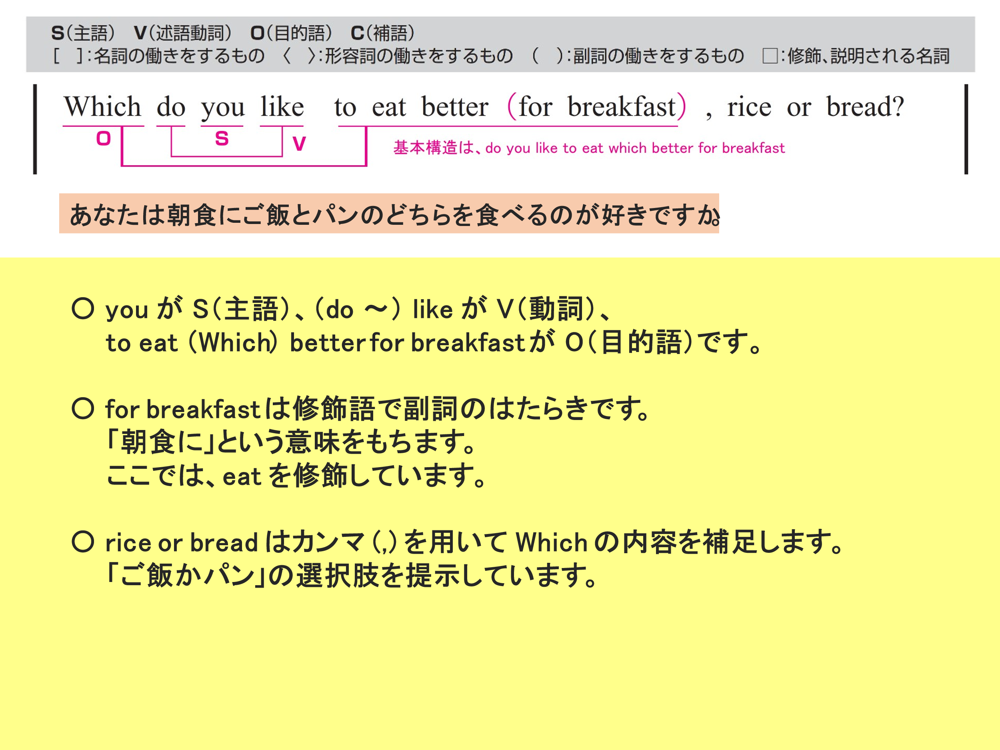 S(主語) V(述語動詞) O(目的語) C(補語)
[ ]:名詞の働きをするもの 〈 〉:形容詞の働きをするもの ( ):副詞の働きをするもの □:修飾、説明される名詞
Which do you like to eat better (for breakfast) , rice or bread?
O S V
基本構造は、do you like to eat which better for breakfast
あなたは朝食にご飯とパンのどちらを食べるのが好きですか。
○ you が S(主語)、(do ～) like が V(動詞)、
to eat (Which) better for breakfast が O(目的語)です。
○ for breakfast は修飾語で副詞のはたらきです。
「朝食に」という意味をもちます。
ここでは、eat を修飾しています。
○ rice or bread はカンマ(,)を用いて Which の内容を補足します。
「ご飯かパン」の選択肢を提示しています。